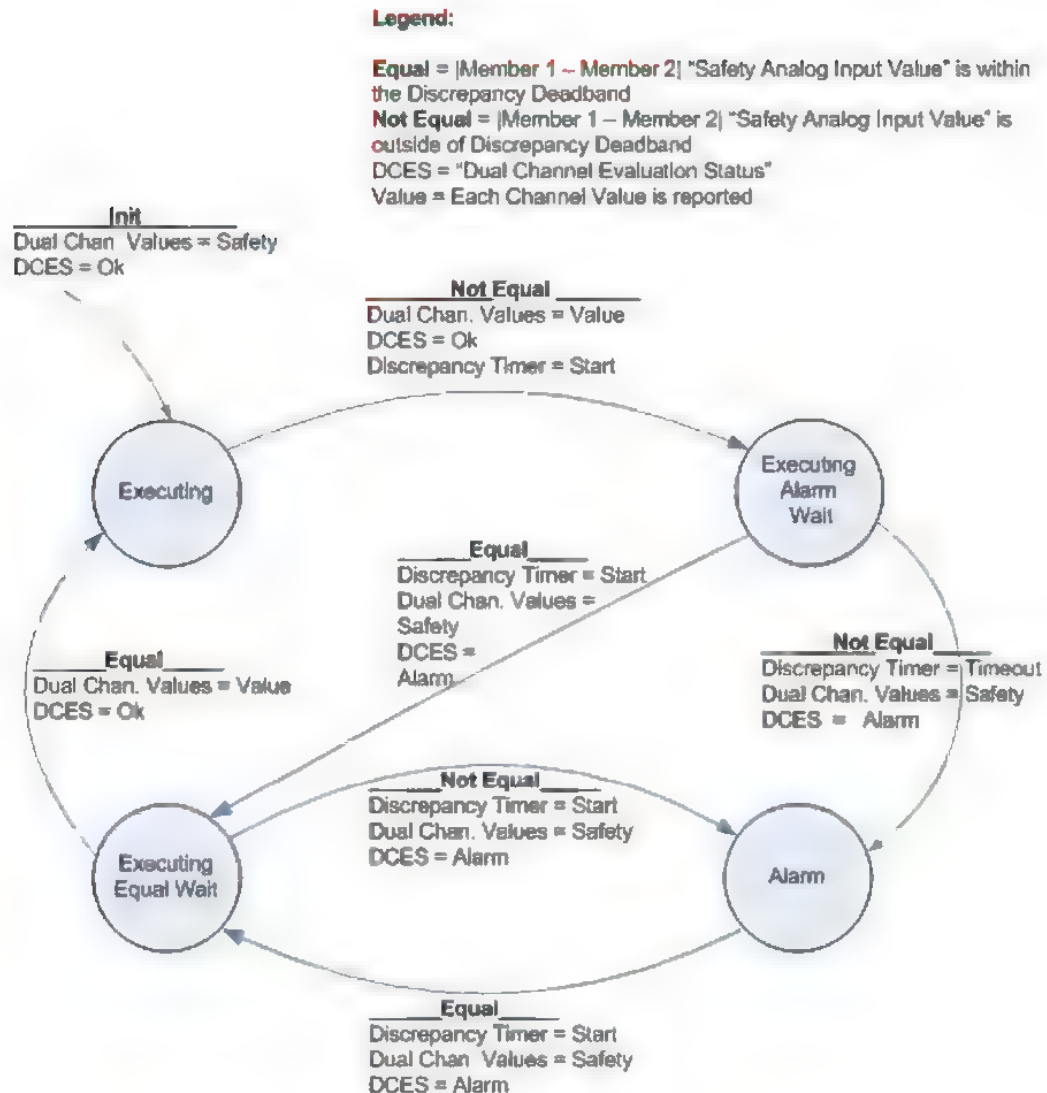 Legend:
Equal = |Member 1 – Member 2| "Safety Analog Input Value" is within
the Discrepancy Deadband
Not Equal = |Member 1 – Member 2| "Safety Analog Input Value" is
outside of Discrepancy Deadband
DCES = "Dual Channel Evaluation Status"
Value = Each Channel Value is reported
Init
Dual Chan Values = Safety
DCES = Ok
Not Equal
Dual Chan. Values = Value
DCES = Ok
Discrepancy Timer = Start
Executing
Executing
Alarm
Wait
Equal
Discrepancy Timer = Start
Dual Chan. Values =
Safety
DCES =
Alarm
Equal
Dual Chan. Values = Value
DCES = Ok
Not Equal
Discrepancy Timer = Timeout
Dual Chan. Values = Safety
DCES = Alarm
Not Equal
Discrepancy Timer = Start
Dual Chan. Values = Safety
DCES = Alarm
Executing
Equal Wait
Alarm
Equal
Discrepancy Timer = Start
Dual Chan Values = Safety
DCES = Alarm